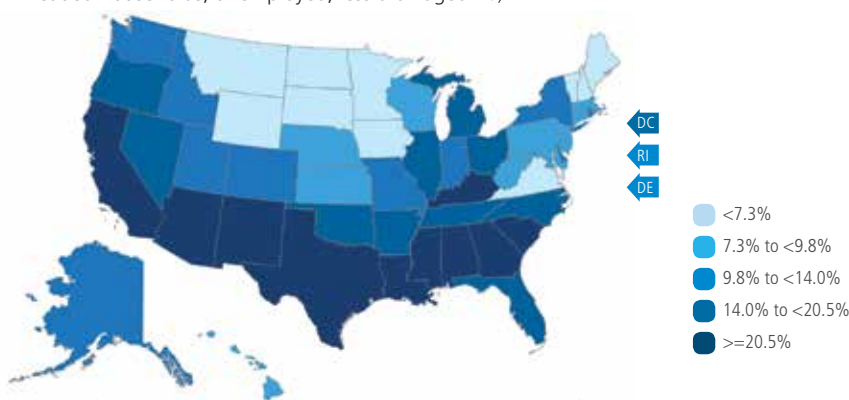 DC
RI
DE
<7.3%
7.3% to <9.8%
9.8% to <14.0%
14.0% to <20.5%
>=20.5%